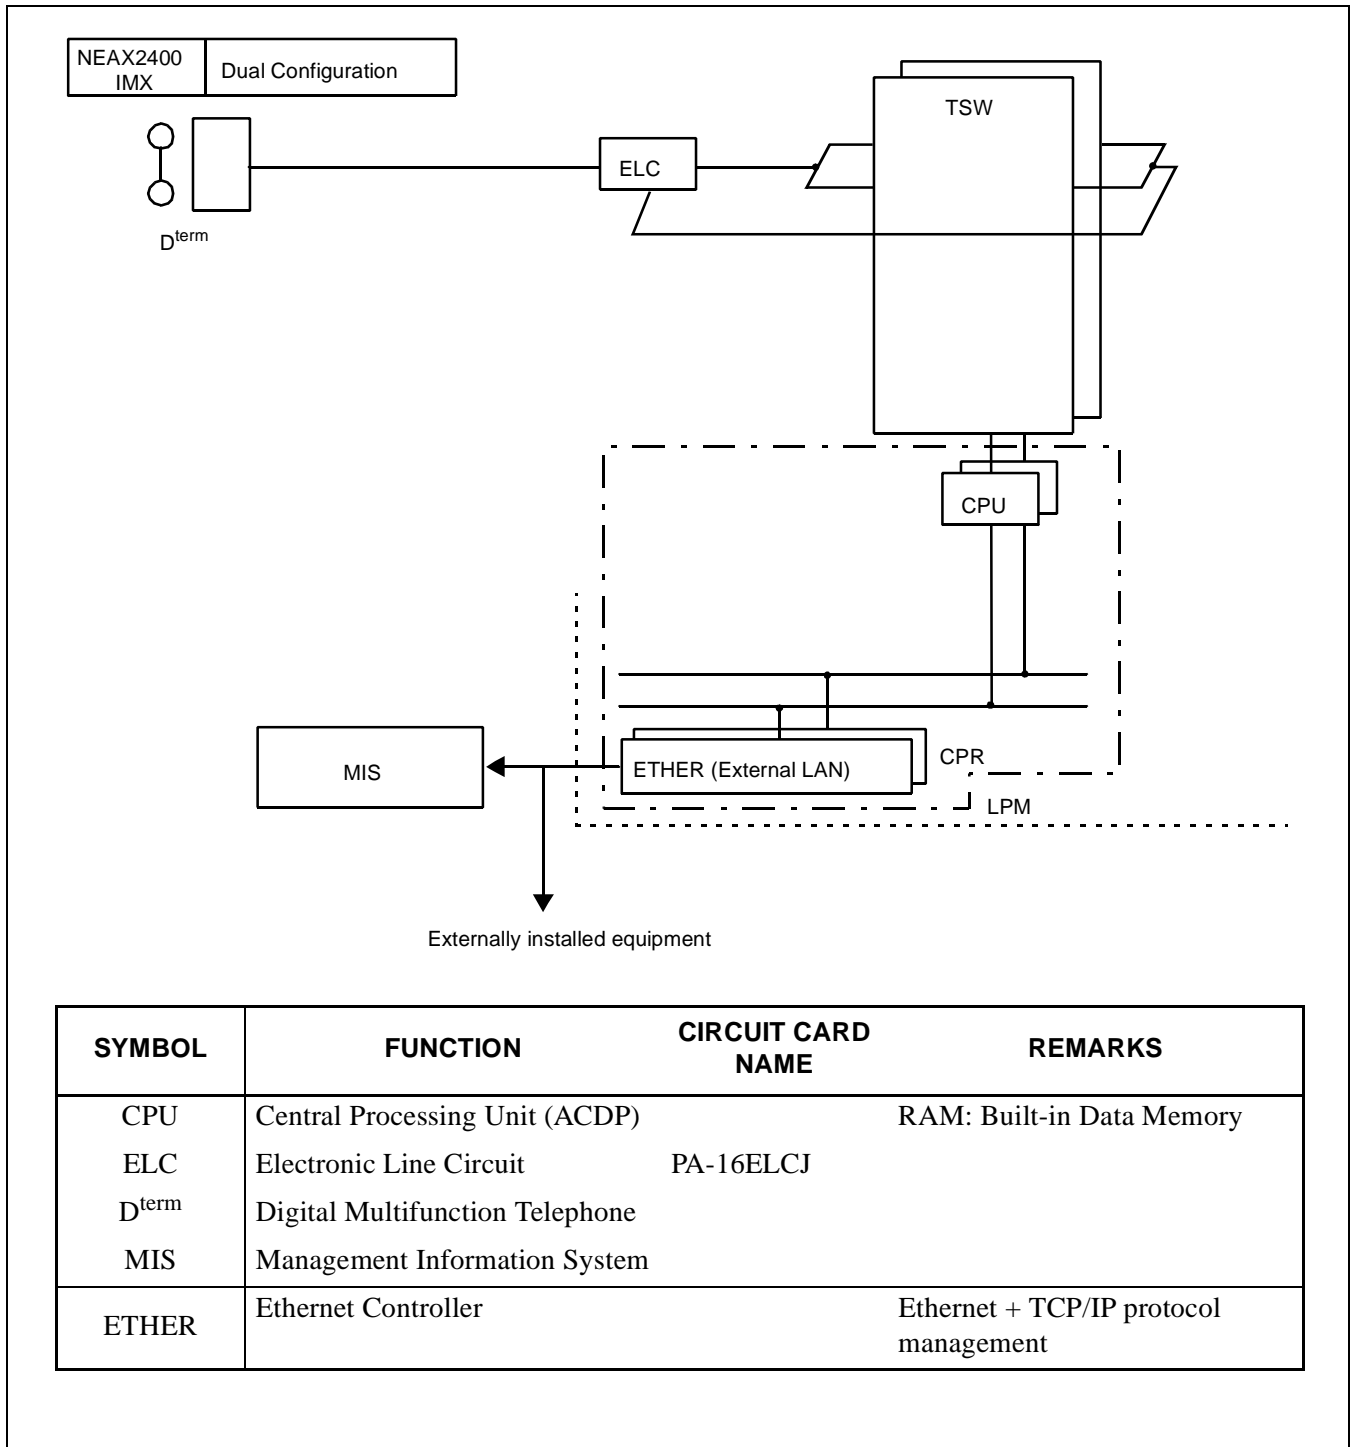 NEAX2400
IMX
Dual Configuration
TSW
ELC
Dterm
CPU
MIS
ETHER (External LAN)
CPR
LPM
Externally installed equipment
SYMBOL FUNCTION CIRCUIT CARD NAME REMARKS
CPU Central Processing Unit (ACDP) RAM: Built-in Data Memory
ELC Electronic Line Circuit PA-16ELCJ
Dterm Digital Multifunction Telephone
MIS Management Information System
ETHER Ethernet Controller Ethernet + TCP/IP protocol
management